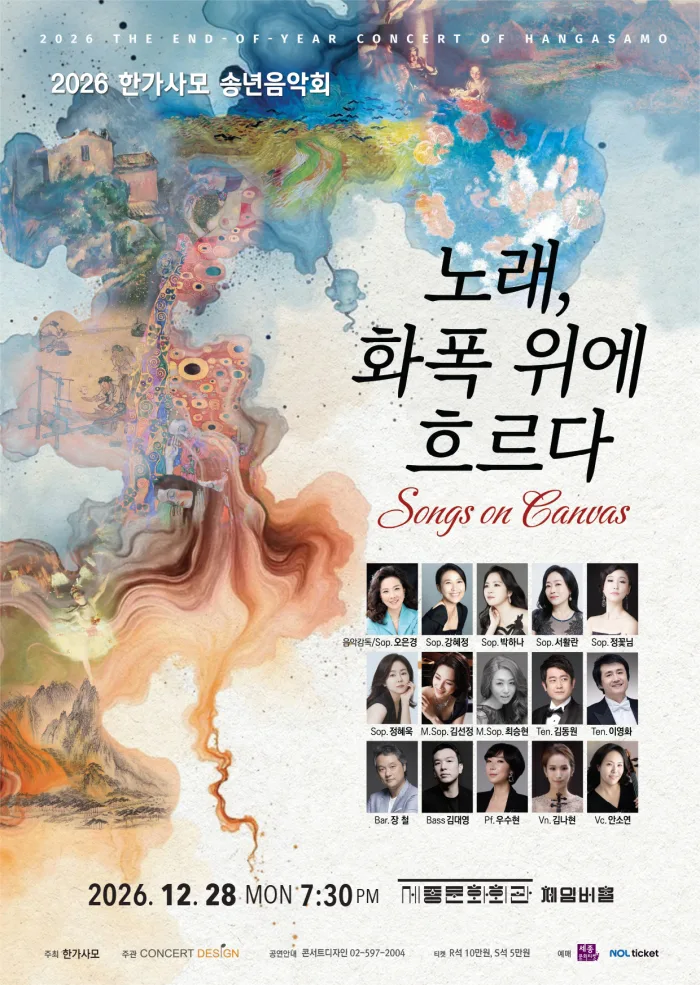 2026 THE END-OF-YEAR CONCERT OF HANGASAMO
2026 한가사모 송년음악회
노래,
화폭 위에
흐르다
Songs on Canvas
음악감독/Sop. 오은경 Sop. 강혜정 Sop. 박하나 Sop. 서활란 Sop. 정꽃님
Sop. 정혜욱 M.Sop. 김선정 M.Sop. 최승현 Ten. 김동원 Ten. 이영화
Bar. 장 철 Bass 김대영 Pf. 우수현 Vn. 김나현 Vc. 안소연
2026. 12. 28 MON 7:30 PM 세종문화회관 체임버홀
주최 한가사모 주관 CONCERT DESIGN 공연안내 콘서트디자인 02-597-2004 티켓 R석 10만원, S석 5만원 예매 세종문화티켓 NOL ticket